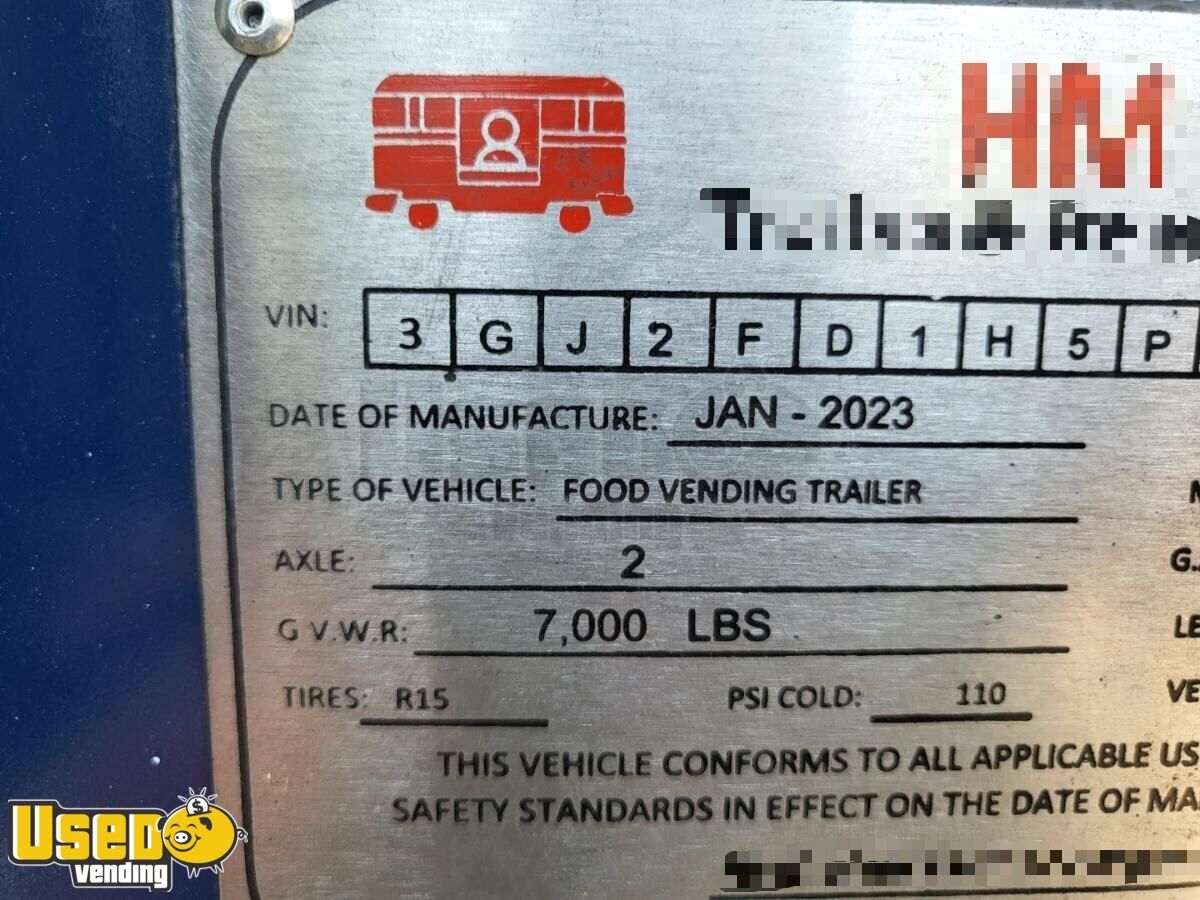 HM
VIN: 3 G J 2 F D 1 H 5 P
DATE OF MANUFACTURE: JAN - 2023
TYPE OF VEHICLE: FOOD VENDING TRAILER
AXLE: 2
G.V.W.R: 7,000 LBS
TIRES: R15 PSI COLD: 110 VE
THIS VEHICLE CONFORMS TO ALL APPLICABLE US
SAFETY STANDARDS IN EFFECT ON THE DATE OF MA
USED
vending